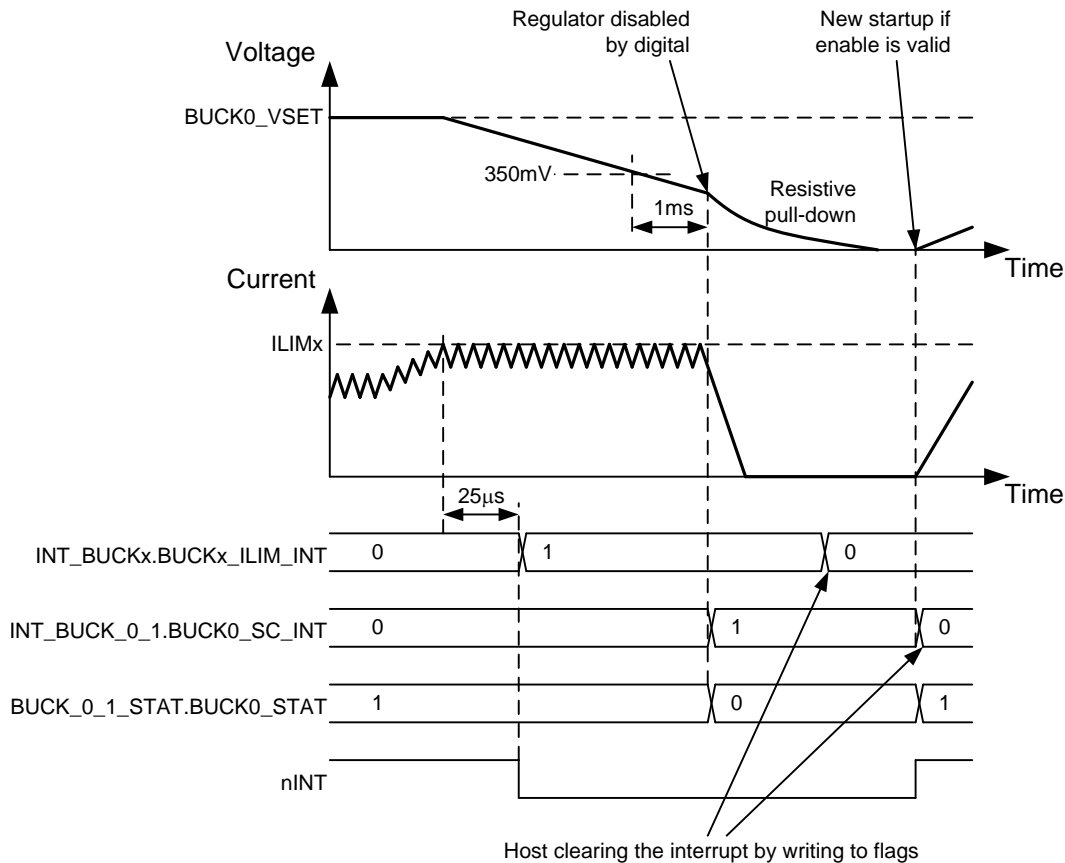 Regulator disabled
by digital
New startup if
enable is valid
Voltage
BUCK0_VSET
350mV
1ms
Resistive
pull-down
Time
Current
ILIMx
Time
25μs
INT_BUCKx.BUCKx_ILIM_INT
0
1
0
INT_BUCK_0_1.BUCK0_SC_INT
0
1
0
BUCK_0_1_STAT.BUCK0_STAT
1
0
1
nINT
Host clearing the interrupt by writing to flags